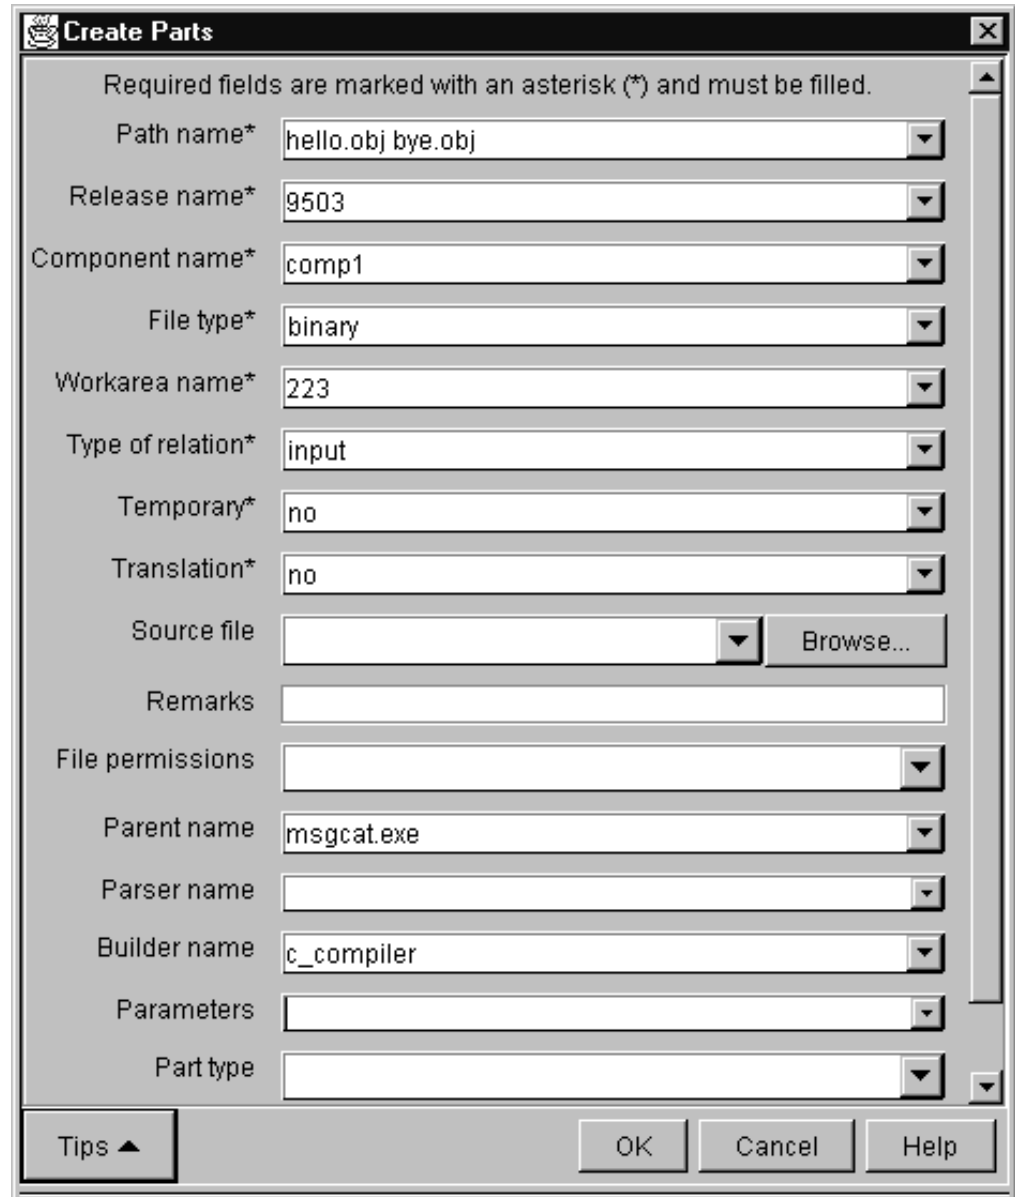 Create Parts
Required fields are marked with an asterisk (*) and must be filled.
Path name* hello.obj bye.obj
Release name* 9503
Component name* comp1
File type* binary
Workarea name* 223
Type of relation* input
Temporary* no
Translation* no
Source file Browse...
Remarks
File permissions
Parent name msgcat.exe
Parser name
Builder name c_compiler
Parameters
Part type
Tips OK Cancel Help